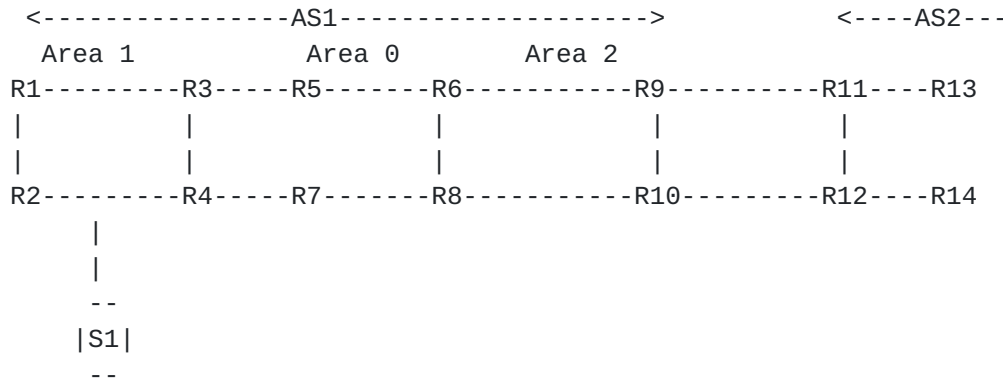 <----------------AS1--------------------> <----AS2---
Area 1 Area 0 Area 2
R1---------R3-----R5-------R6-----------R9----------R11----R13
| | | | |
| | | | |
R2---------R4-----R7-------R8-----------R10---------R12----R14
|
|
--
|S1|
--